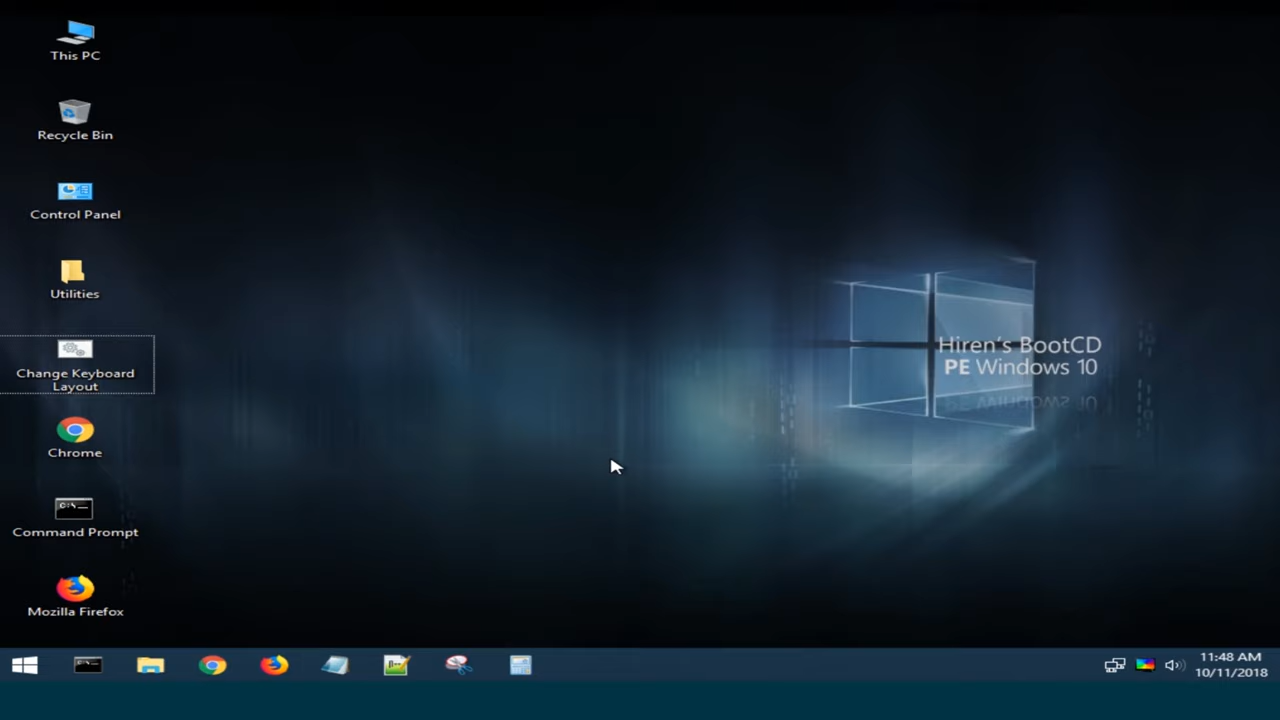 This PC
Recycle Bin
Control Panel
Utilities
Change Keyboard
Layout
Chrome
C:\
Command Prompt
Mozilla Firefox
Hiren's BootCD
PE Windows 10
11:48 AM
10/11/2018